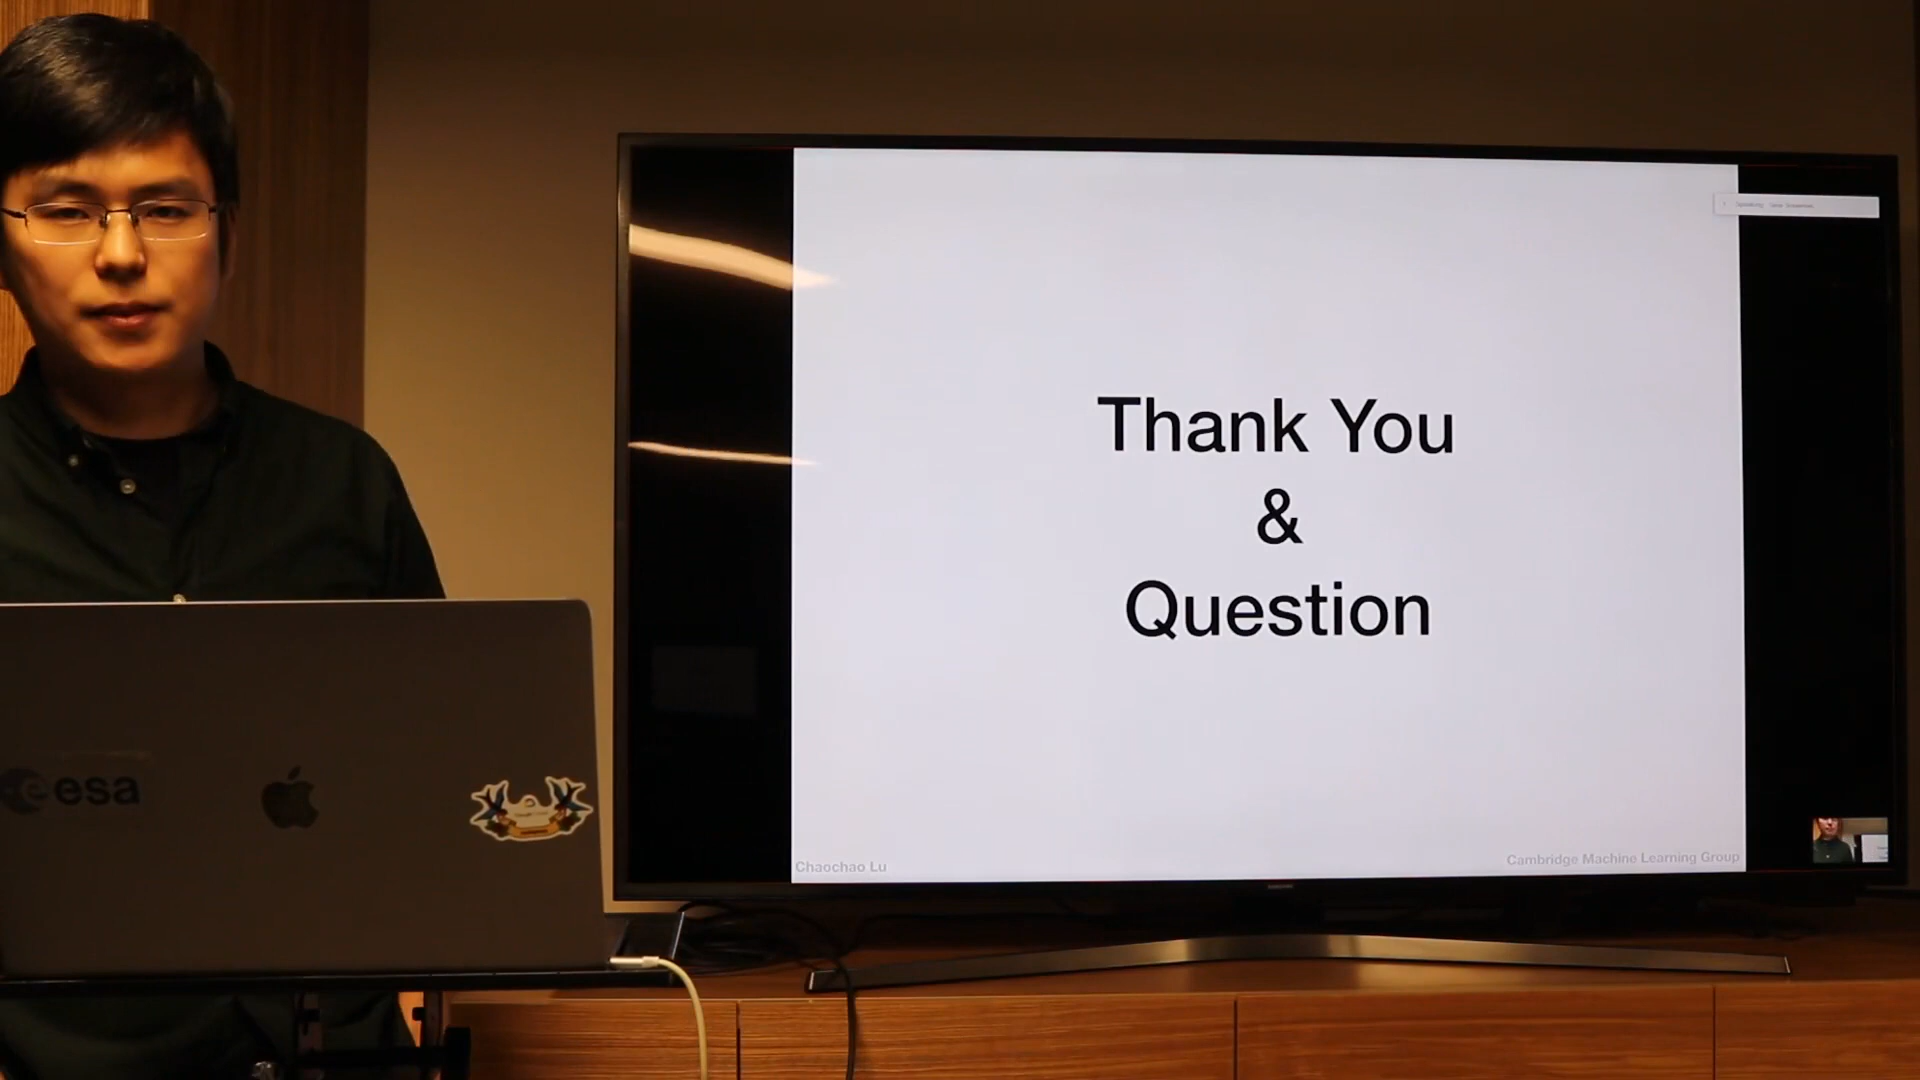 Thank You
&
Question
Chaochao Lu
Cambridge Machine Learning Group
esa